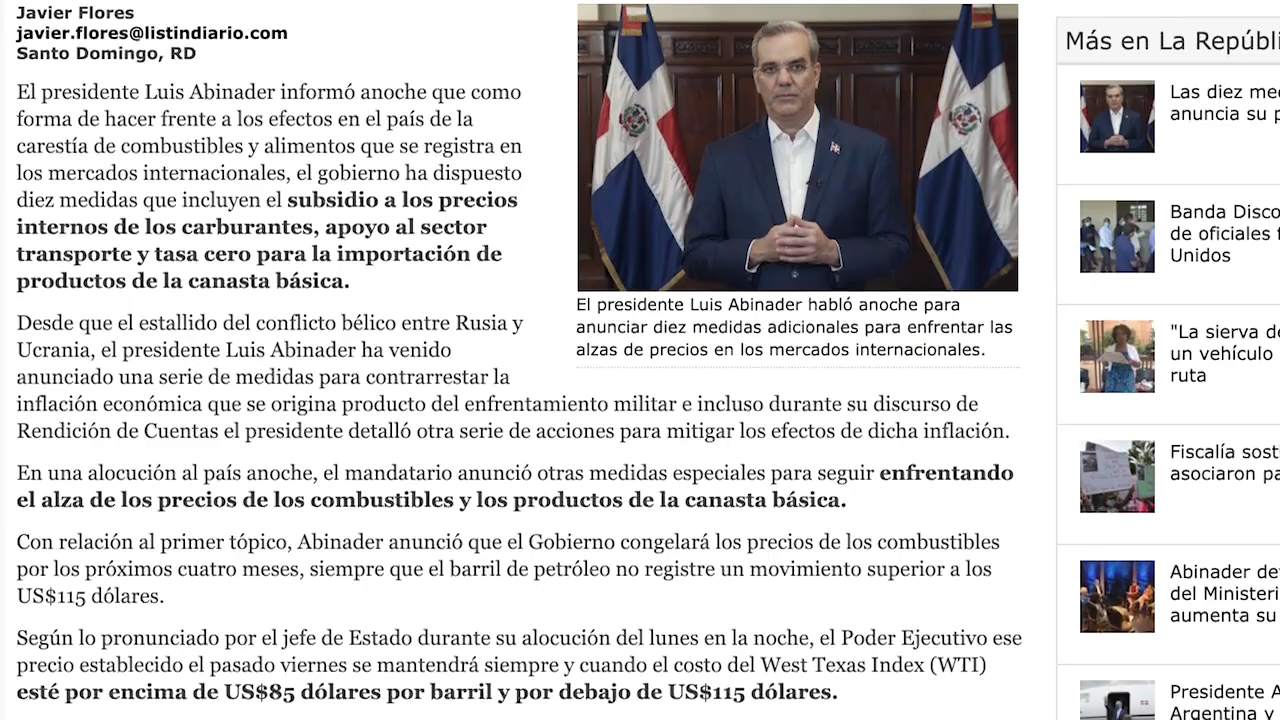 Javier Flores
javier.flores@listindiario.com
Santo Domingo, RD
El presidente Luis Abinader informó anoche que como
forma de hacer frente a los efectos en el país de la
carestía de combustibles y alimentos que se registra en
los mercados internacionales, el gobierno ha dispuesto
diez medidas que incluyen el subsidio a los precios
internos de los carburantes, apoyo al sector
transporte y tasa cero para la importación de
productos de la canasta básica.
Desde que el estallido del conflicto bélico entre Rusia y
Ucrania, el presidente Luis Abinader ha venido
anunciado una serie de medidas para contrarrestar la
inflación económica que se origina producto del enfrentamiento militar e incluso durante su discurso de
Rendición de Cuentas el presidente detalló otra serie de acciones para mitigar los efectos de dicha inflación.
En una alocución al país anoche, el mandatario anunció otras medidas especiales para seguir enfrentando
el alza de los precios de los combustibles y los productos de la canasta básica.
Con relación al primer tópico, Abinader anunció que el Gobierno congelará los precios de los combustibles
por los próximos cuatro meses, siempre que el barril de petróleo no registre un movimiento superior a los
US$115 dólares.
Según lo pronunciado por el jefe de Estado durante su alocución del lunes en la noche, el Poder Ejecutivo ese
precio establecido el pasado viernes se mantendrá siempre y cuando el costo del West Texas Index (WTI)
esté por encima de US$85 dólares por barril y por debajo de US$115 dólares.
El presidente Luis Abinader habló anoche para
anunciar diez medidas adicionales para enfrentar las
alzas de precios en los mercados internacionales.
Más en La Repúbli
Las diez me
anuncia su p
Banda Disco
de oficiales f
Unidos
"La sierva de
un vehículo
ruta
Fiscalía sosti
asociaron pa
Abinader de
del Ministeri
aumenta su
Presidente A
Argentina y